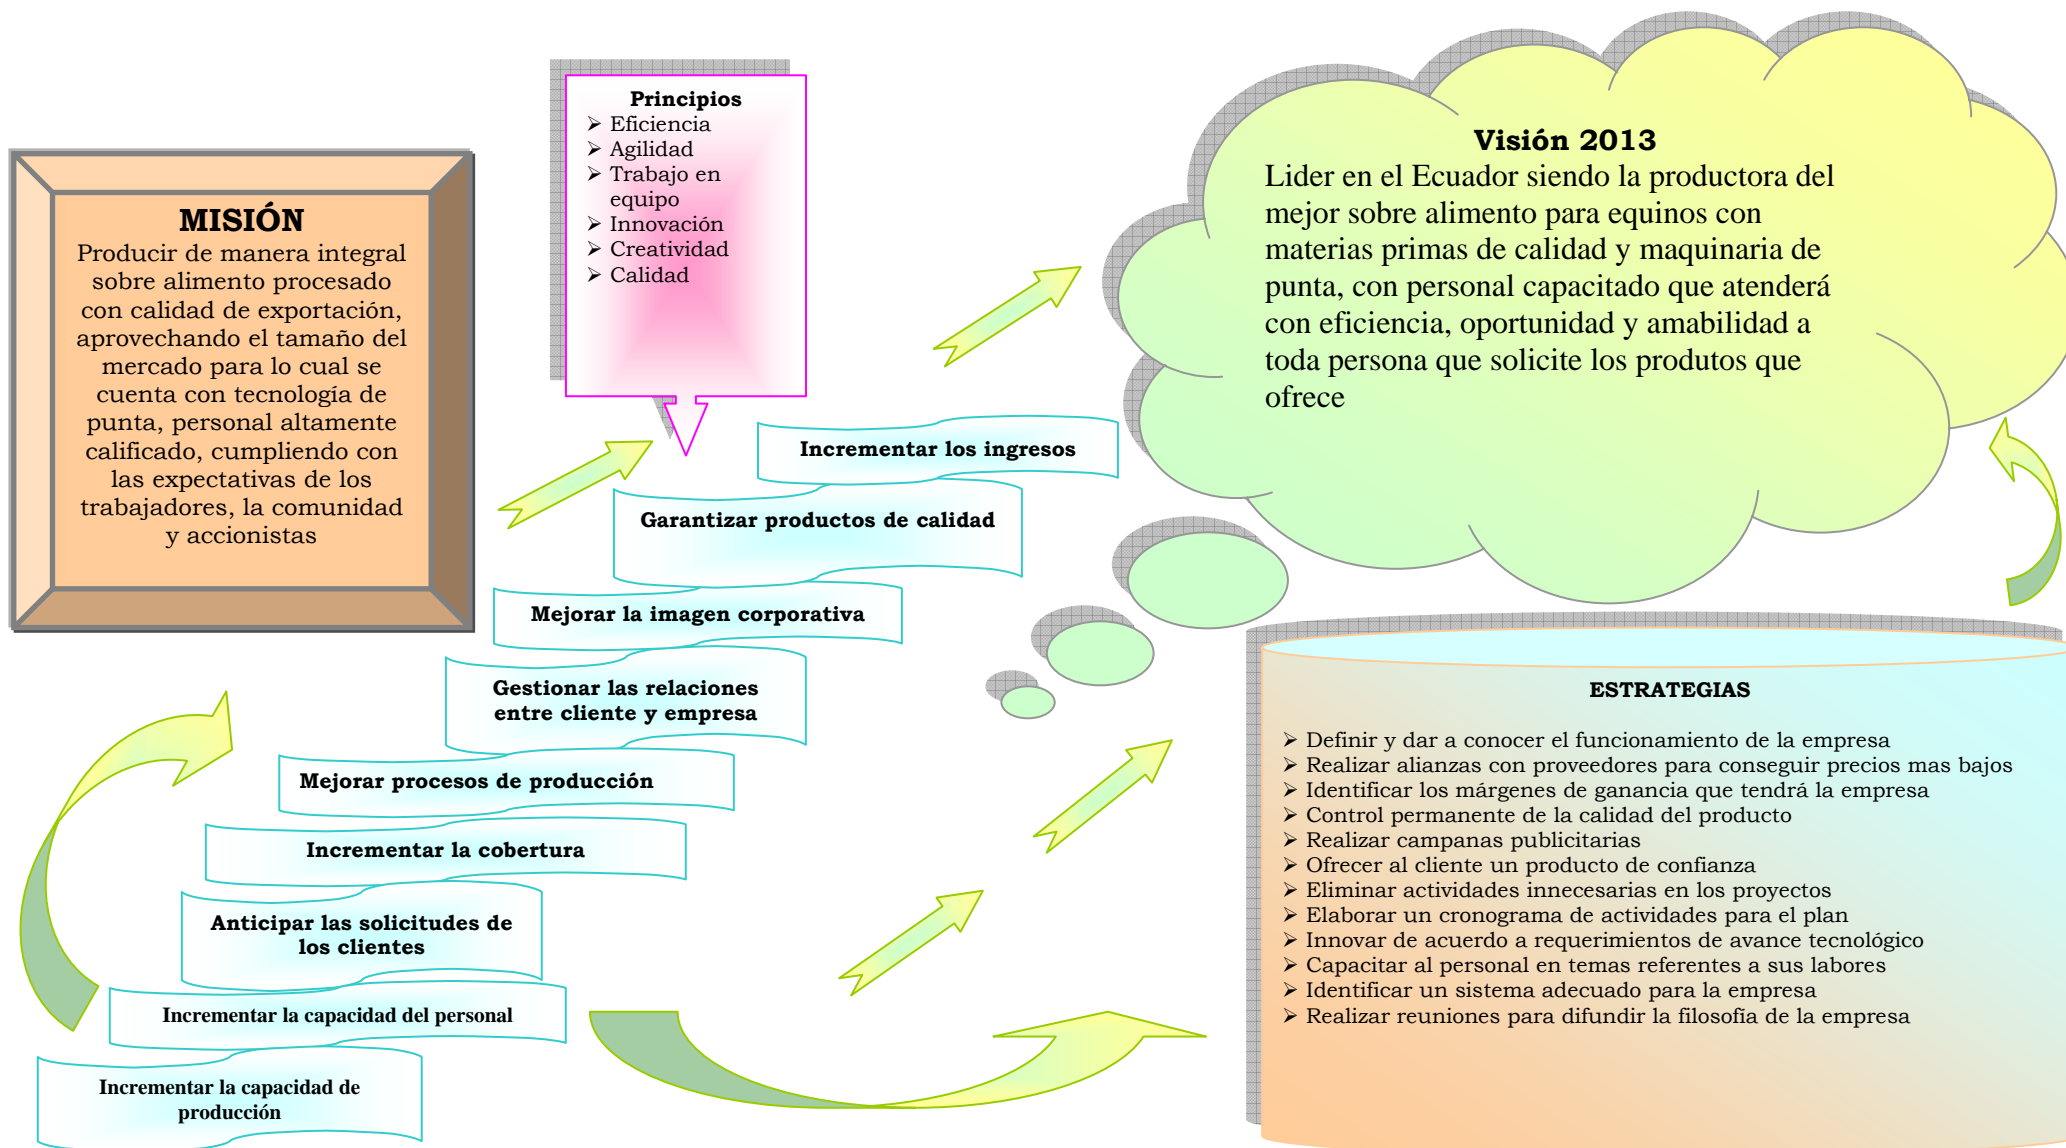 MISIÓN
Producir de manera integral
sobre alimento procesado
con calidad de exportación,
aprovechando el tamaño del
mercado para lo cual se
cuenta con tecnología de
punta, personal altamente
calificado, cumpliendo con
las expectativas de los
trabajadores, la comunidad
y accionistas
Principios
➢ Eficiencia
➢ Agilidad
➢ Trabajo en
equipo
➢ Innovación
➢ Creatividad
➢ Calidad
Visión 2013
Lider en el Ecuador siendo la productora del
mejor sobre alimento para equinos con
materias primas de calidad y maquinaria de
punta, con personal capacitado que atenderá
con eficiencia, oportunidad y amabilidad a
toda persona que solicite los produtos que
ofrece
Incrementar los ingresos
Garantizar productos de calidad
Mejorar la imagen corporativa
Gestionar las relaciones
entre cliente y empresa
Mejorar procesos de producción
Incrementar la cobertura
Anticipar las solicitudes de
los clientes
Incrementar la capacidad del personal
Incrementar la capacidad de
producción
ESTRATEGIAS
➢ Definir y dar a conocer el funcionamiento de la empresa
➢ Realizar alianzas con proveedores para conseguir precios mas bajos
➢ Identificar los márgenes de ganancia que tendrá la empresa
➢ Control permanente de la calidad del producto
➢ Realizar campanas publicitarias
➢ Ofrecer al cliente un producto de confianza
➢ Eliminar actividades innecesarias en los proyectos
➢ Elaborar un cronograma de actividades para el plan
➢ Innovar de acuerdo a requerimientos de avance tecnológico
➢ Capacitar al personal en temas referentes a sus labores
➢ Identificar un sistema adecuado para la empresa
➢ Realizar reuniones para difundir la filosofía de la empresa